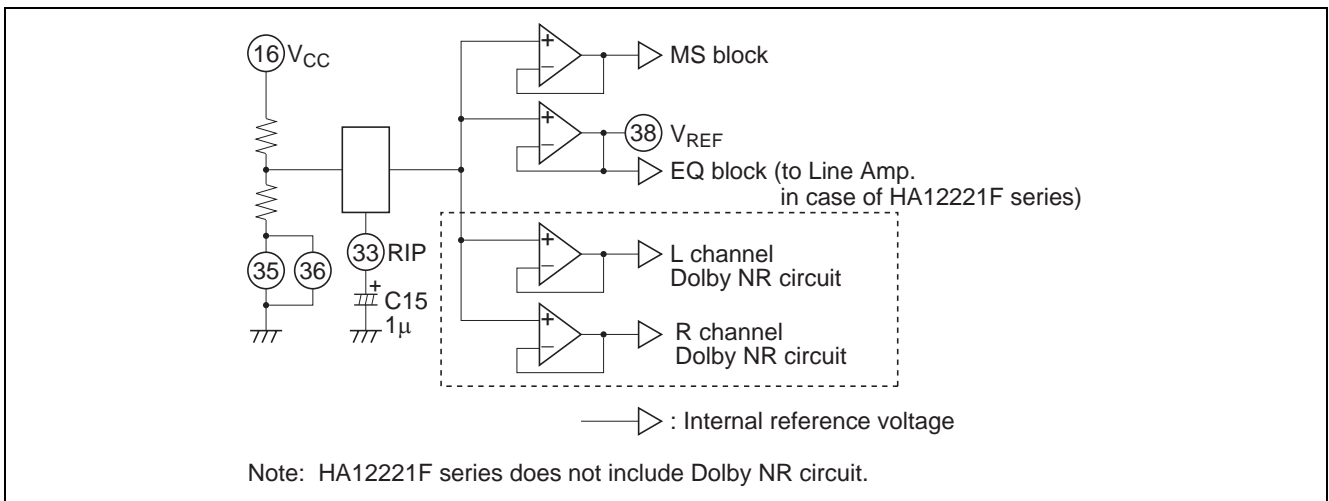 16 VCC
+
−
MS block
+
−
38 VREF
EQ block (to Line Amp.
in case of HA12221F series)
35 36
33 RIP
+
C15
1μ
+
−
L channel
Dolby NR circuit
+
−
R channel
Dolby NR circuit
: Internal reference voltage
Note: HA12221F series does not include Dolby NR circuit.